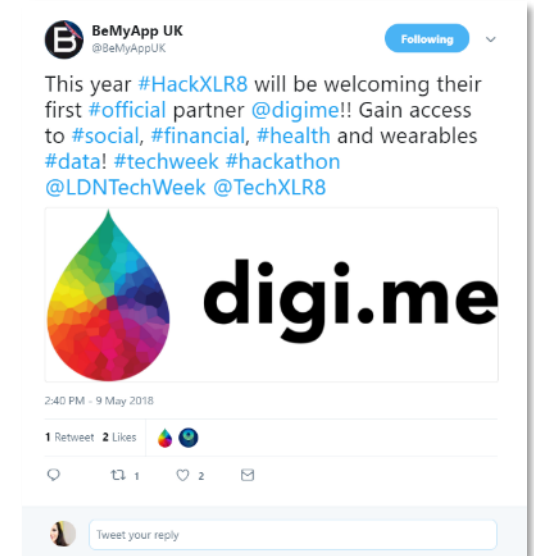 BeMyApp UK
@BeMyAppUK
Following
This year #HackXLR8 will be welcoming their
first #official partner @digime!! Gain access
to #social, #financial, #health and wearables
#data! #techweek #hackathon
@LDNTechWeek @TechXLR8
digi.me
2:40 PM - 9 May 2018
1 Retweet 2 Likes
1 2
Tweet your reply